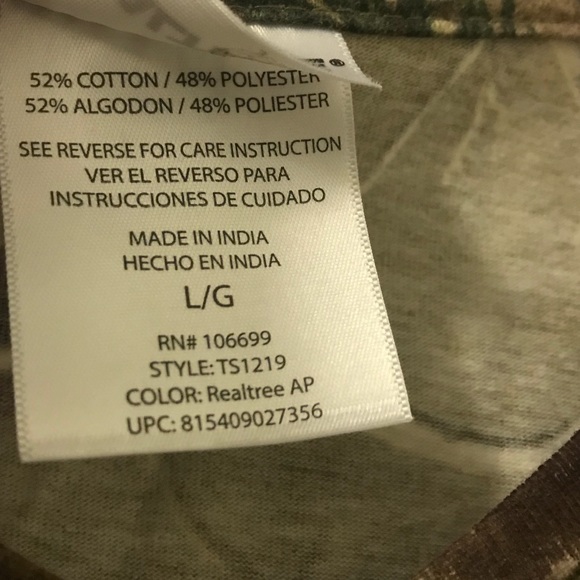 52% COTTON / 48% POLYESTER
52% ALGODON / 48% POLIESTER
SEE REVERSE FOR CARE INSTRUCTION
VER EL REVERSO PARA
INSTRUCCIONES DE CUIDADO
MADE IN INDIA
HECHO EN INDIA
L/G
RN# 106699
STYLE: TS1219
COLOR: Realtree AP
UPC: 815409027356